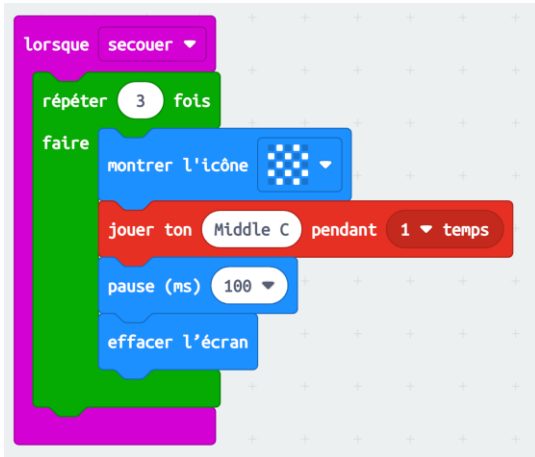 lorsque secouer
répéter 3 fois
faire
montrer l'icône
jouer ton Middle C pendant 1 temps
pause (ms) 100
effacer l’écran